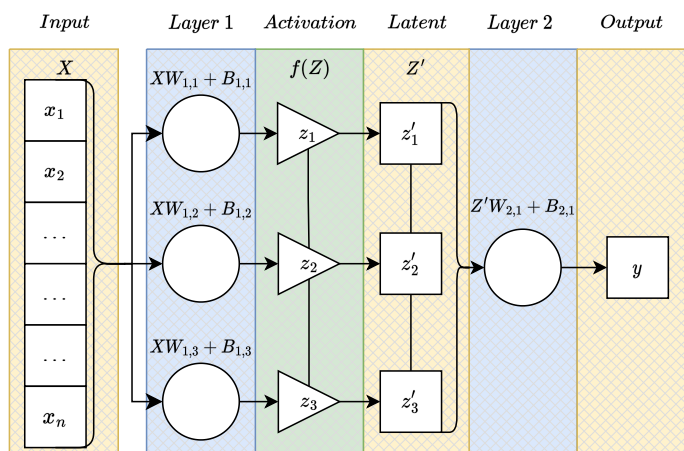 Input Layer 1 Activation Latent Layer 2 Output
X XW₁,₁ + B₁,₁ f(Z) Z′
x₁ z₁ z′₁
x₂
XW₁,₂ + B₁,₂ Z′W₂,₁ + B₂,₁
...
z₂ z′₂ y
...
XW₁,₃ + B₁,₃
...
xₙ z₃ z′₃